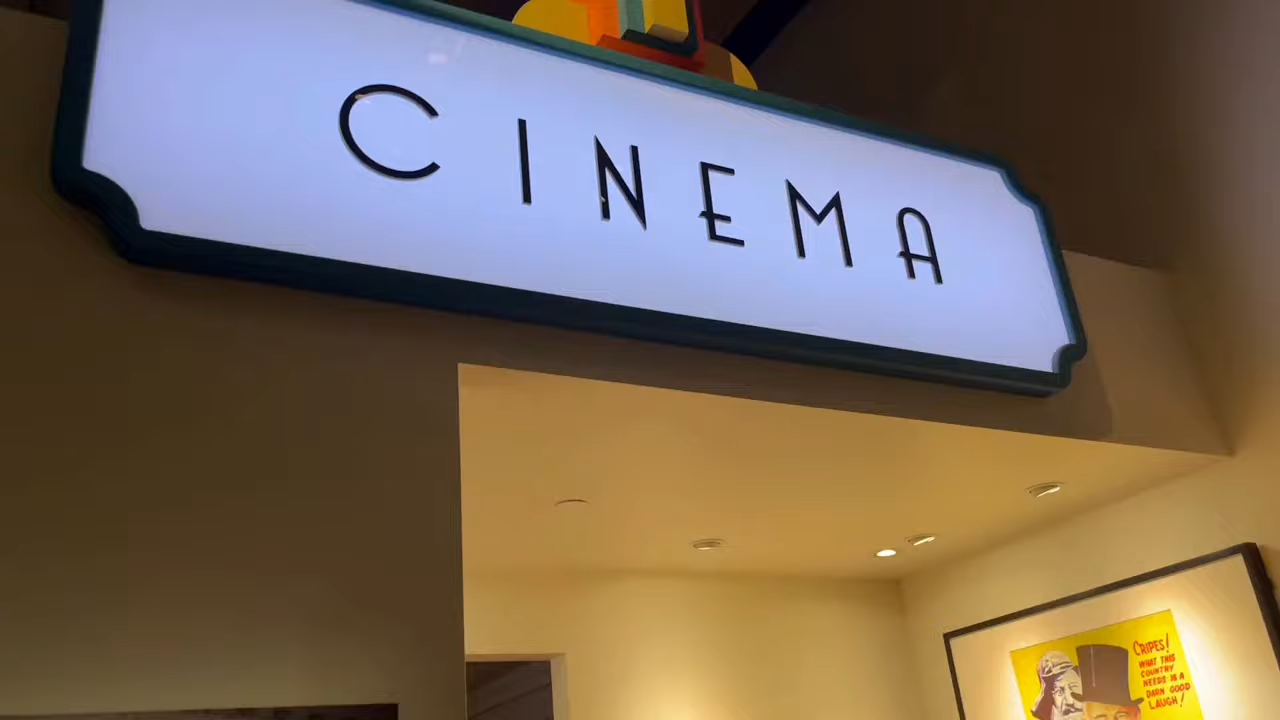 CINEMA
CRIPES!
WHAT THIS
COUNTRY
NEEDS IS A
DARN GOOD
LAUGH!